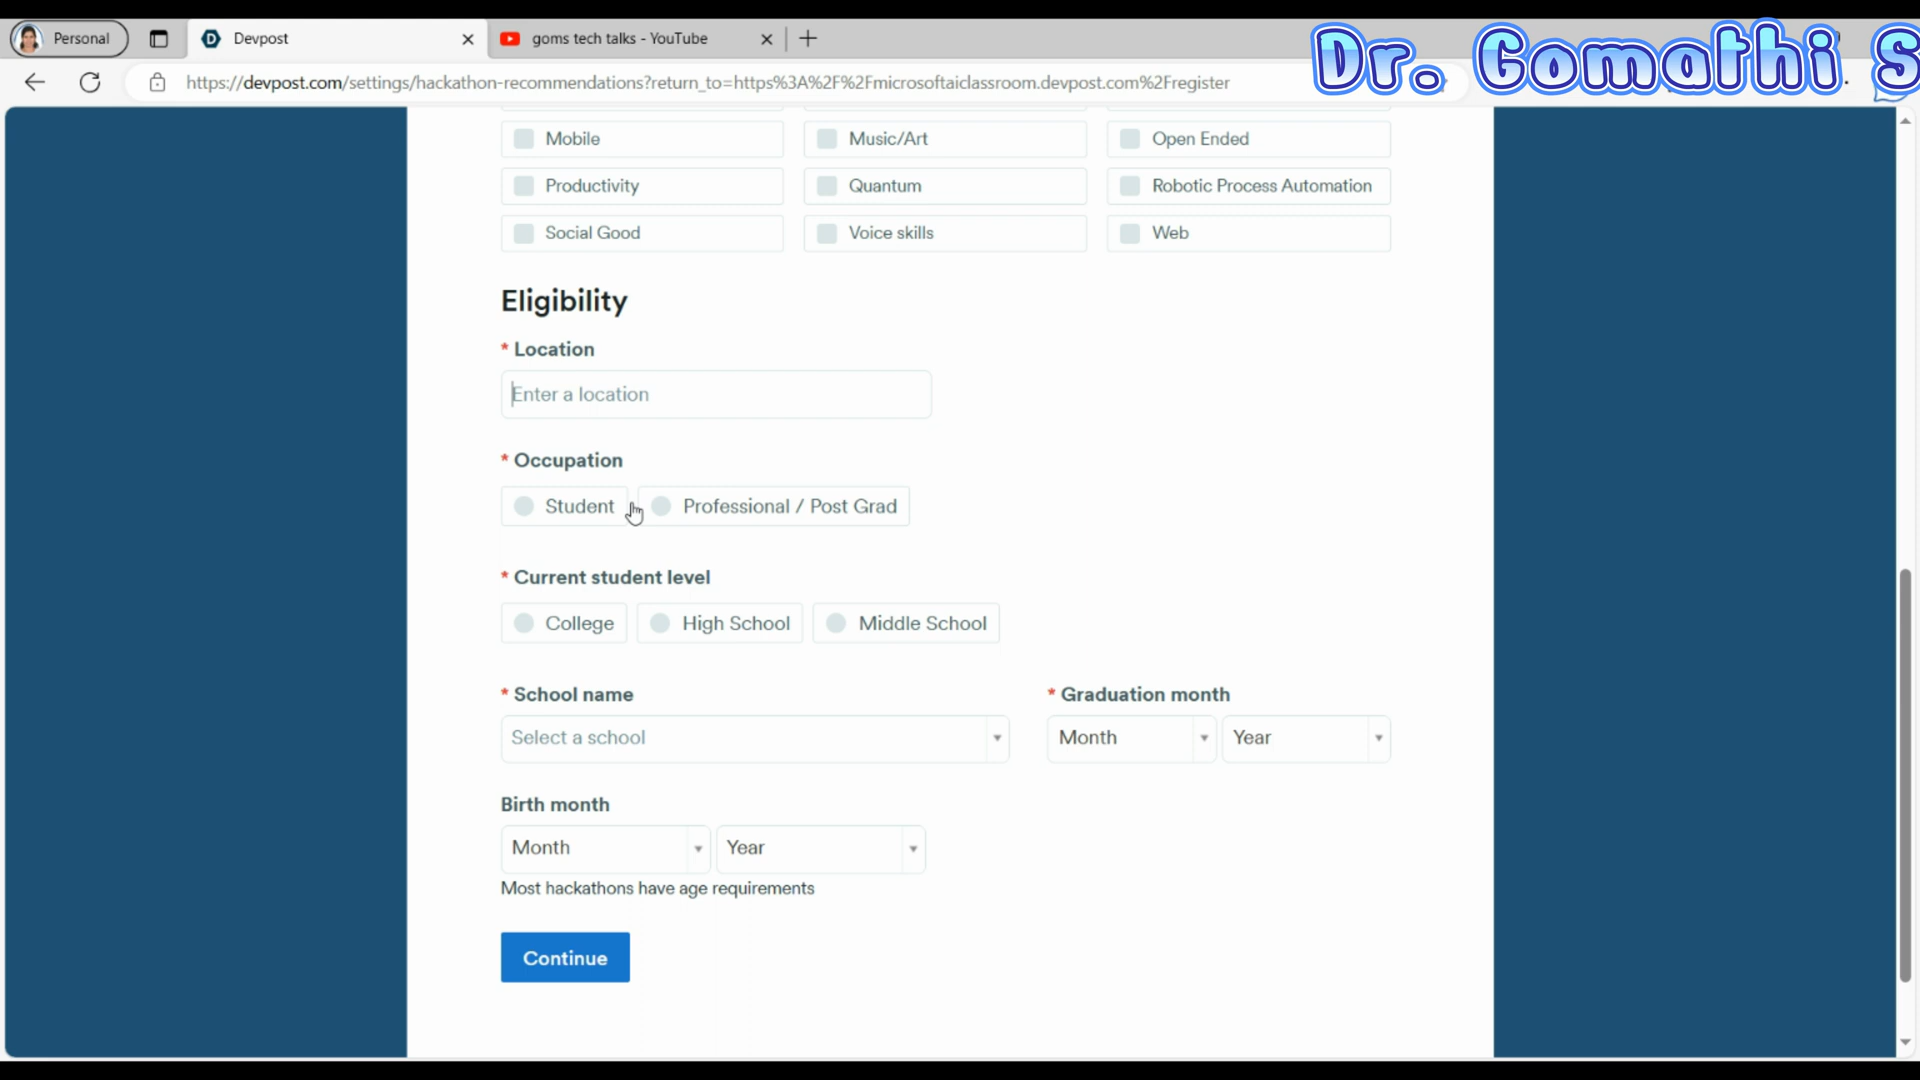 Personal
Devpost
goms tech talks - YouTube
Dr. Gomathi S
https://devpost.com/settings/hackathon-recommendations?return_to=https%3A%2F%2Fmicrosoftaiclassroom.devpost.com%2Fregister
Mobile Music/Art Open Ended
Productivity Quantum Robotic Process Automation
Social Good Voice skills Web
Eligibility
* Location
Enter a location
* Occupation
Student Professional / Post Grad
* Current student level
College High School Middle School
* School name * Graduation month
Select a school Month Year
Birth month
Month Year
Most hackathons have age requirements
Continue